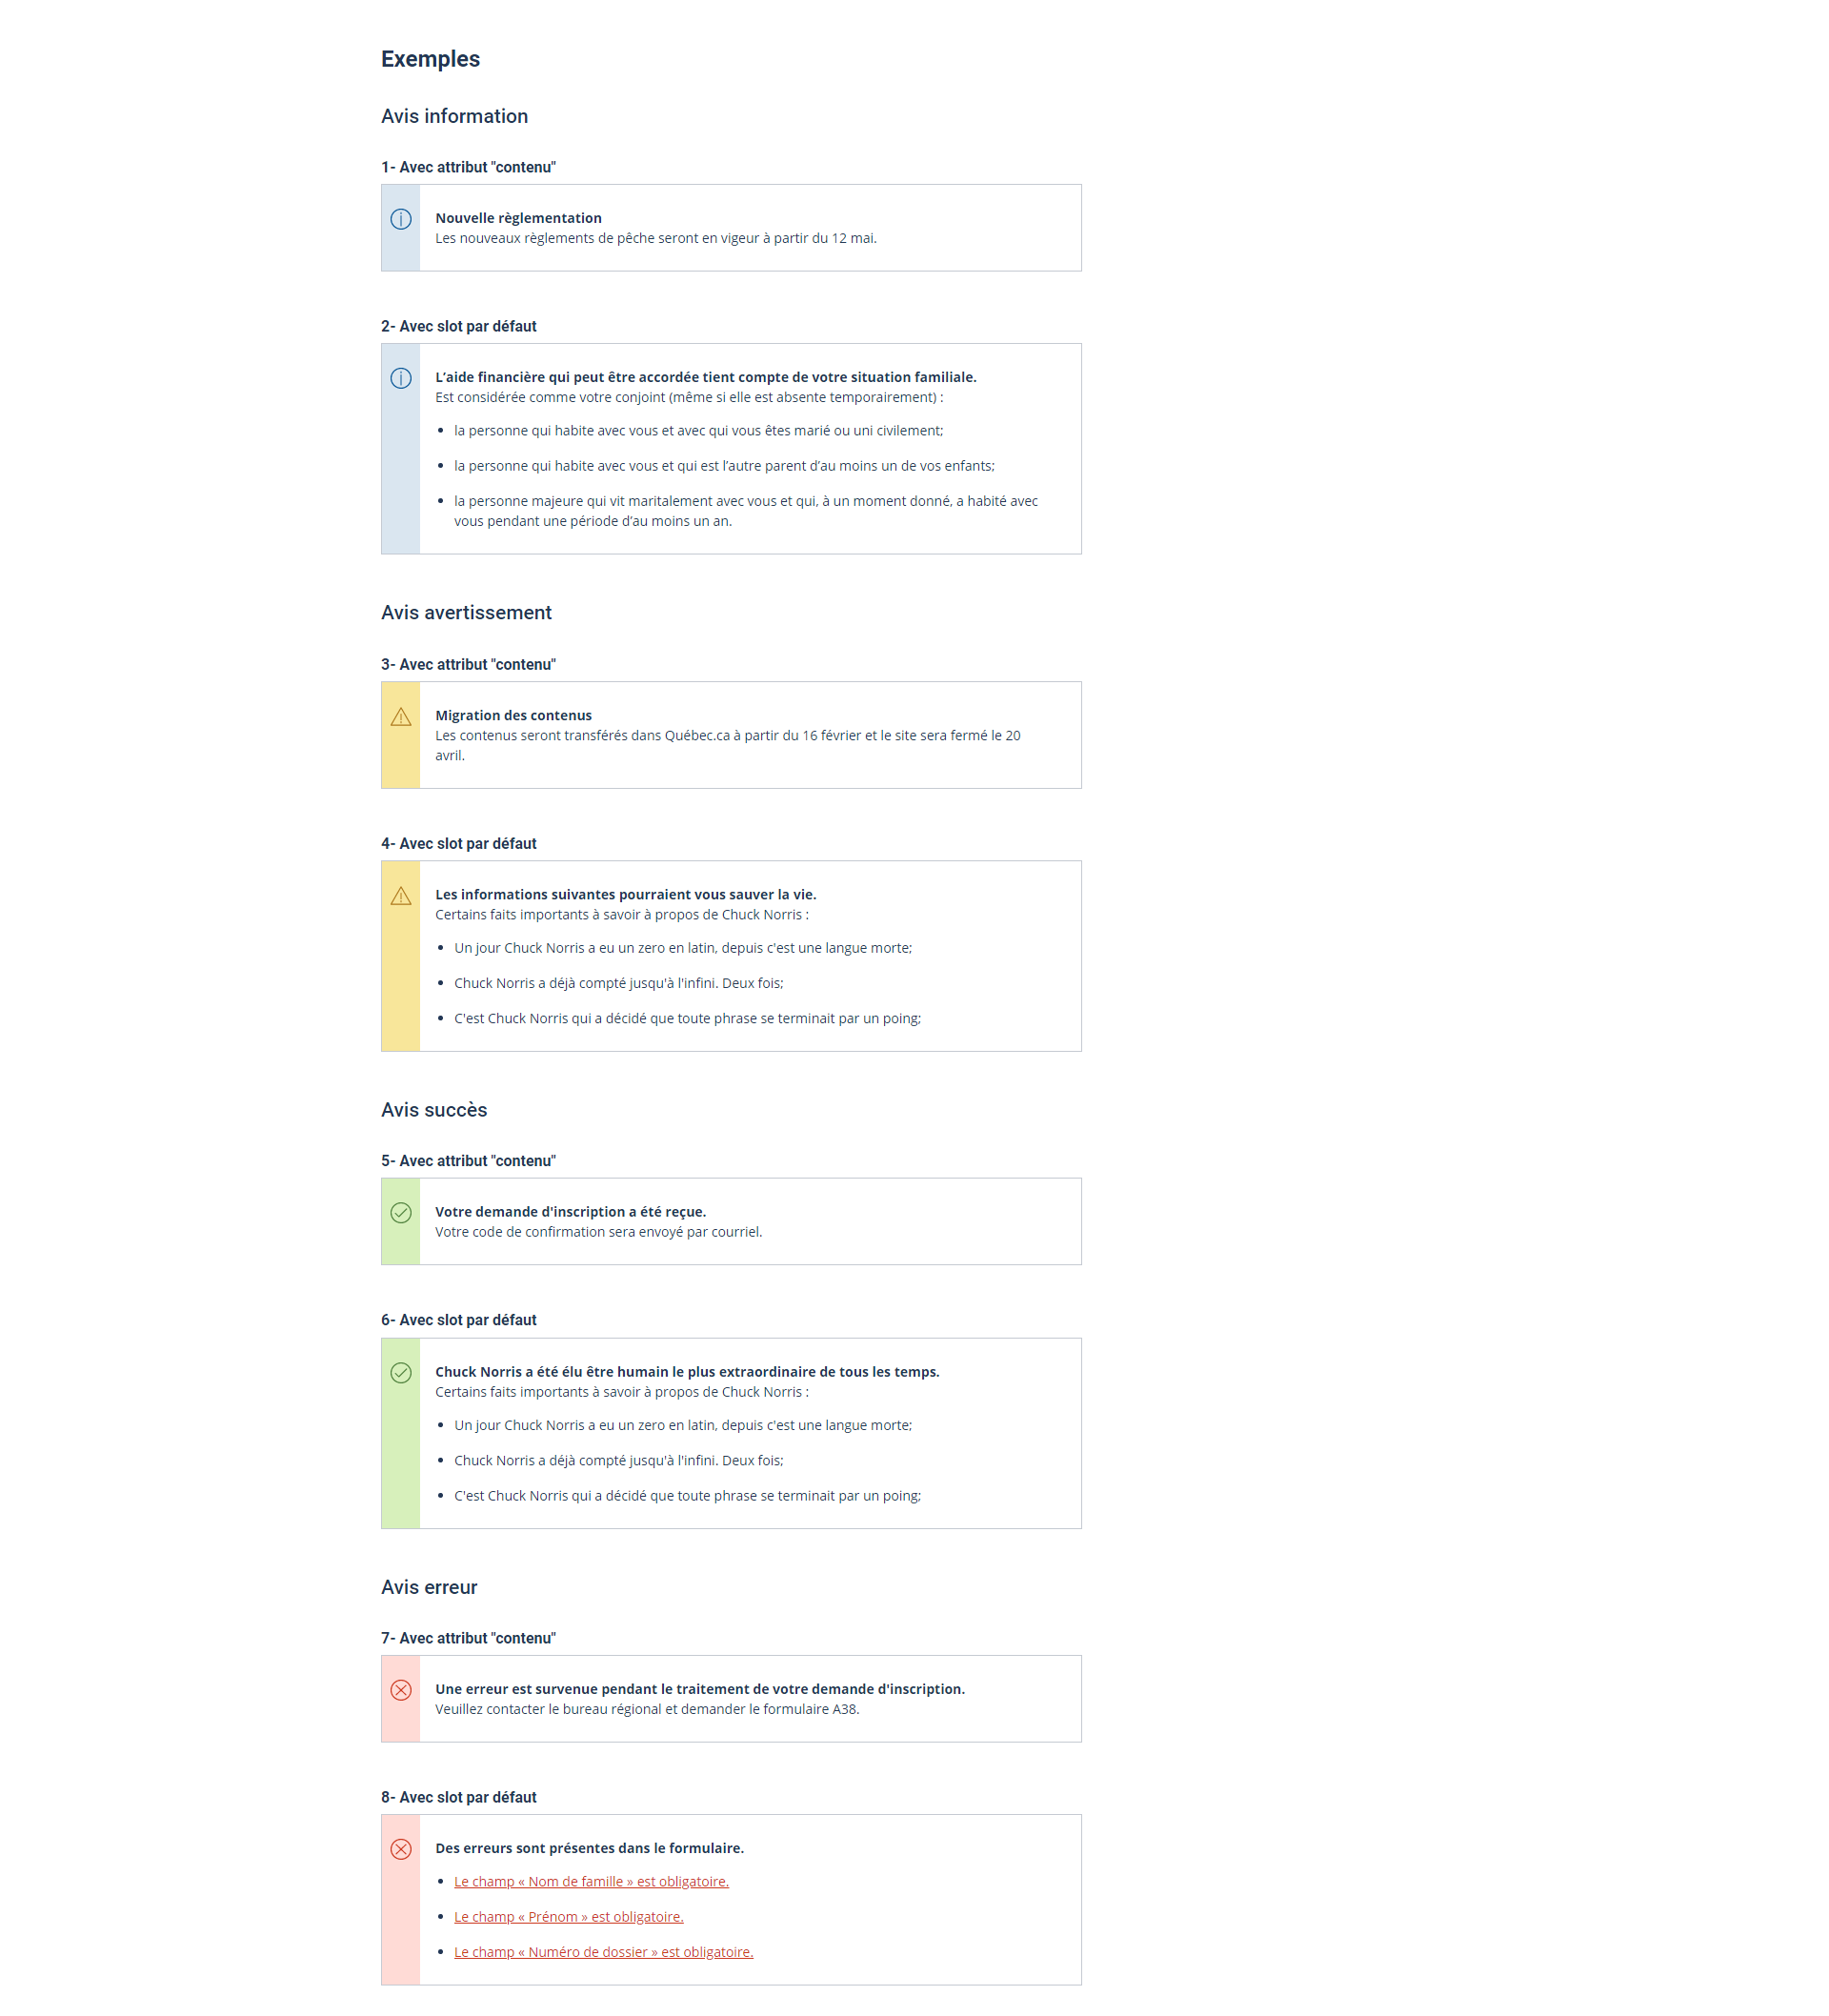 Exemples
Avis information
1- Avec attribut "contenu"
Nouvelle règlementation
Les nouveaux règlements de pêche seront en vigeur à partir du 12 mai.
2- Avec slot par défaut
L’aide financière qui peut être accordée tient compte de votre situation familiale.
Est considérée comme votre conjoint (même si elle est absente temporairement) :
• la personne qui habite avec vous et avec qui vous êtes marié ou uni civilement;
• la personne qui habite avec vous et qui est l’autre parent d’au moins un de vos enfants;
• la personne majeure qui vit maritalement avec vous et qui, à un moment donné, a habité avec
vous pendant une période d’au moins un an.
Avis avertissement
3- Avec attribut "contenu"
Migration des contenus
Les contenus seront transférés dans Québec.ca à partir du 16 février et le site sera fermé le 20
avril.
4- Avec slot par défaut
Les informations suivantes pourraient vous sauver la vie.
Certains faits importants à savoir à propos de Chuck Norris :
• Un jour Chuck Norris a eu un zero en latin, depuis c'est une langue morte;
• Chuck Norris a déjà compté jusqu'à l'infini. Deux fois;
• C'est Chuck Norris qui a décidé que toute phrase se terminait par un poing;
Avis succès
5- Avec attribut "contenu"
Votre demande d'inscription a été reçue.
Votre code de confirmation sera envoyé par courriel.
6- Avec slot par défaut
Chuck Norris a été élu être humain le plus extraordinaire de tous les temps.
Certains faits importants à savoir à propos de Chuck Norris :
• Un jour Chuck Norris a eu un zero en latin, depuis c'est une langue morte;
• Chuck Norris a déjà compté jusqu'à l'infini. Deux fois;
• C'est Chuck Norris qui a décidé que toute phrase se terminait par un poing;
Avis erreur
7- Avec attribut "contenu"
Une erreur est survenue pendant le traitement de votre demande d'inscription.
Veuillez contacter le bureau régional et demander le formulaire A38.
8- Avec slot par défaut
Des erreurs sont présentes dans le formulaire.
• Le champ « Nom de famille » est obligatoire.
• Le champ « Prénom » est obligatoire.
• Le champ « Numéro de dossier » est obligatoire.